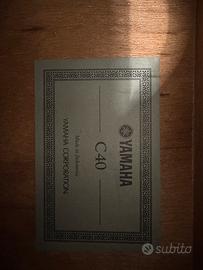 YAMAHA
C40
Made in Indonesia
YAMAHA CORPORATION
subito